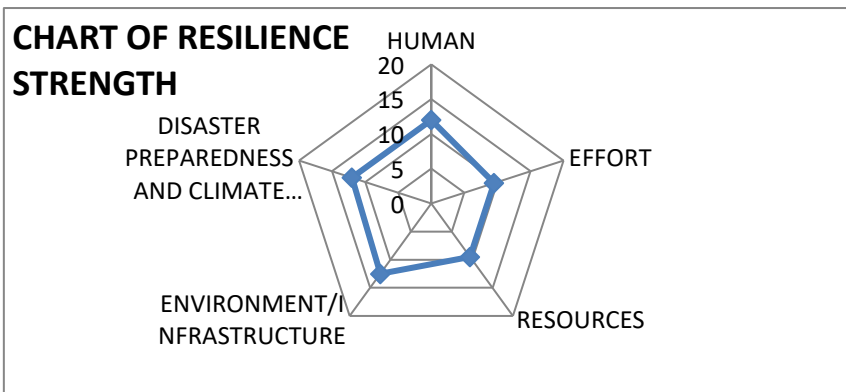 CHART OF RESILIENCE
STRENGTH
HUMAN
20
15
10
5
0
EFFORT
RESOURCES
ENVIRONMENT/I
NFRASTRUCTURE
DISASTER
PREPAREDNESS
AND CLIMATE...